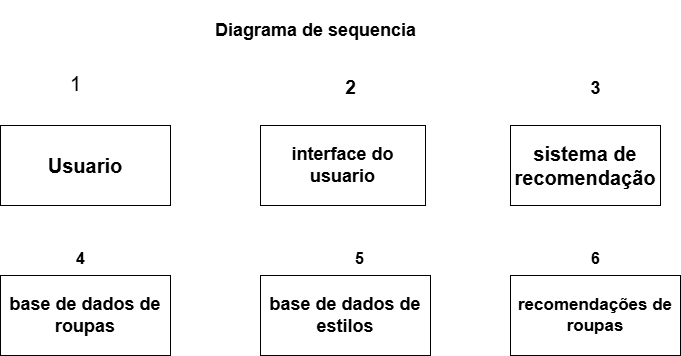 Diagrama de sequencia
1
2
3
Usuario
interface do
usuario
sistema de
recomendação
4
5
6
base de dados de
roupas
base de dados de
estilos
recomendações de
roupas